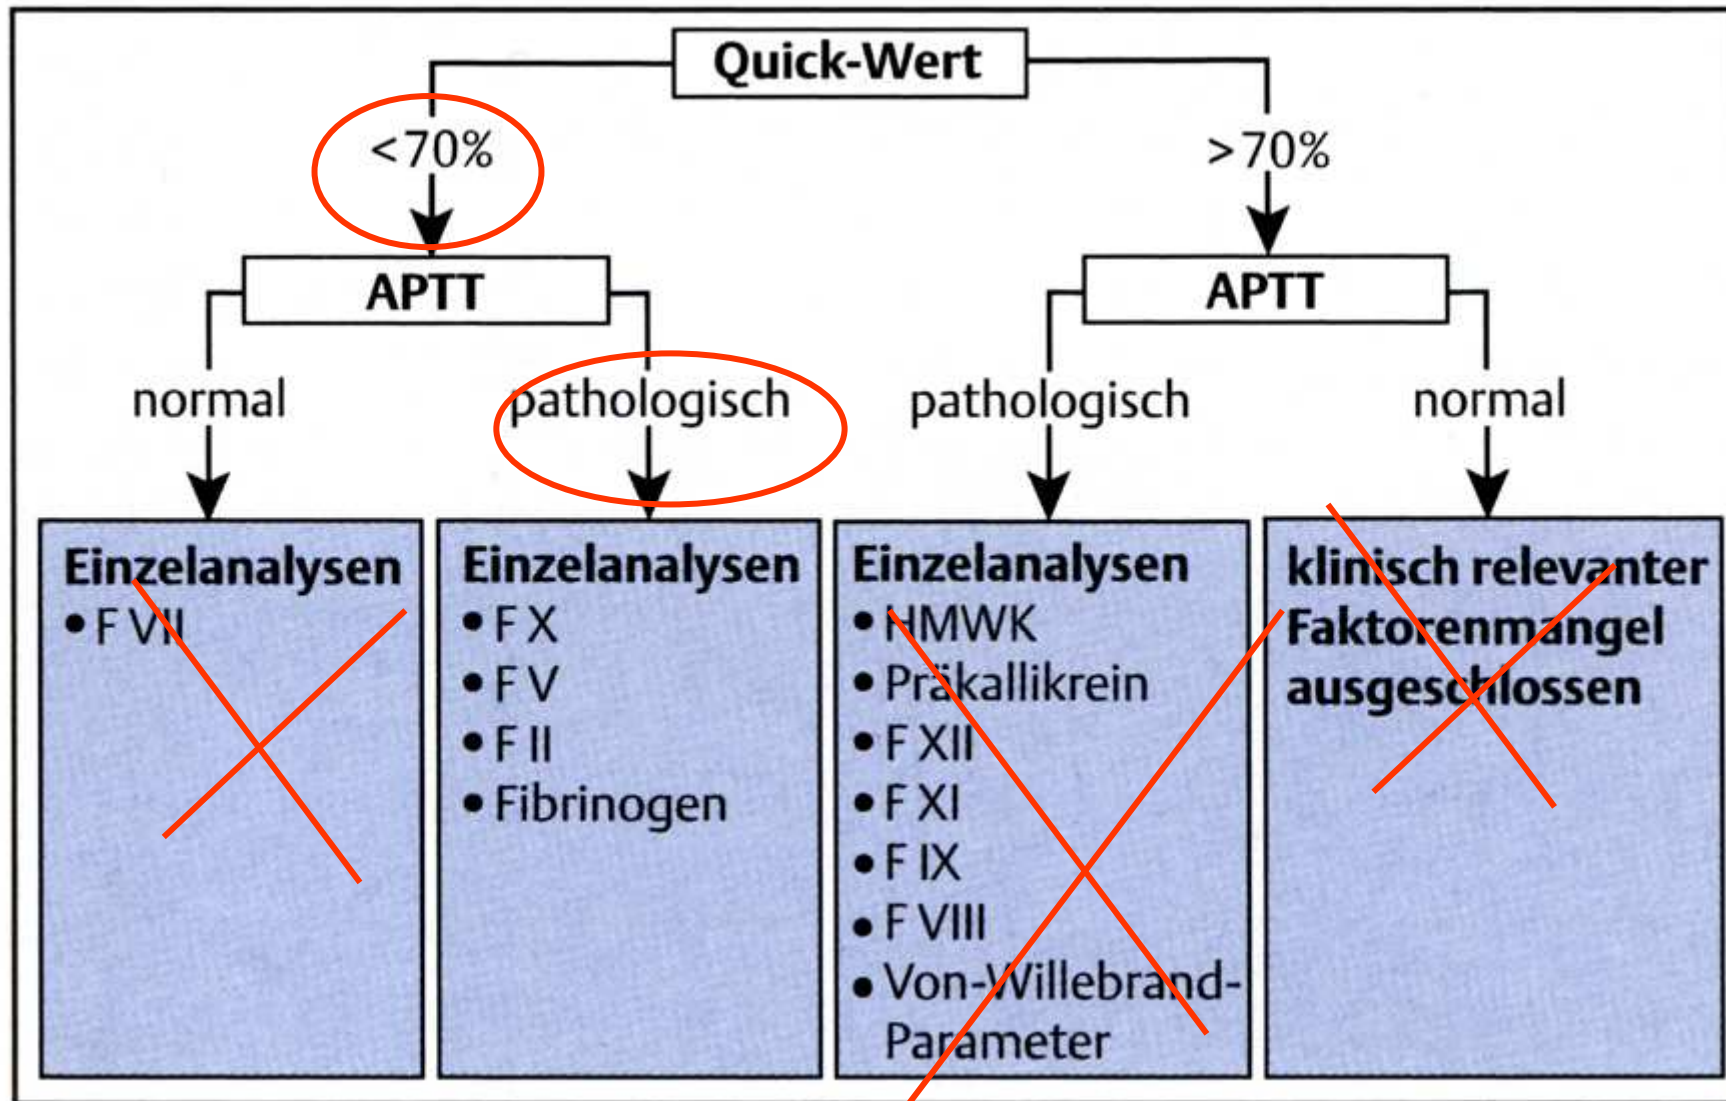 Quick-Wert
<70%
>70%
APTT
APTT
normal
pathologisch
pathologisch
normal
Einzelanalysen
• F VII
Einzelanalysen
• F X
• F V
• F II
• Fibrinogen
Einzelanalysen
• HMWK
• Präkallikrein
• F XII
• F XI
• F IX
• F VIII
• Von-Willebrand-
Parameter
klinisch relevanter
Faktorenmangel
ausgeschlossen